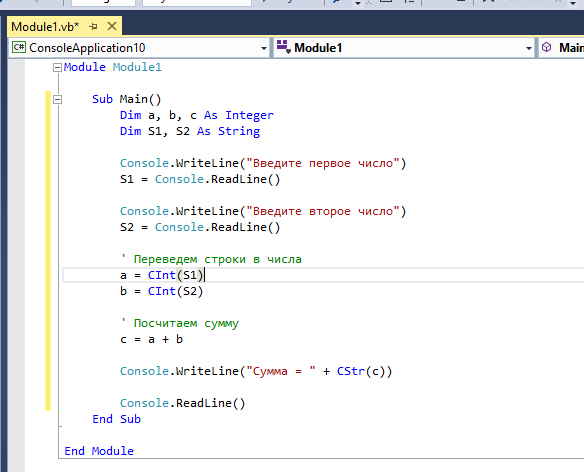 Module1.vb*
ConsoleApplication10
Module1
Main
Module Module1
Sub Main()
Dim a, b, c As Integer
Dim S1, S2 As String
Console.WriteLine("Введите первое число")
S1 = Console.ReadLine()
Console.WriteLine("Введите второе число")
S2 = Console.ReadLine()
' Переведем строки в числа
a = CInt(S1)
b = CInt(S2)
' Посчитаем сумму
c = a + b
Console.WriteLine("Сумма = " + CStr(c))
Console.ReadLine()
End Sub
End Module